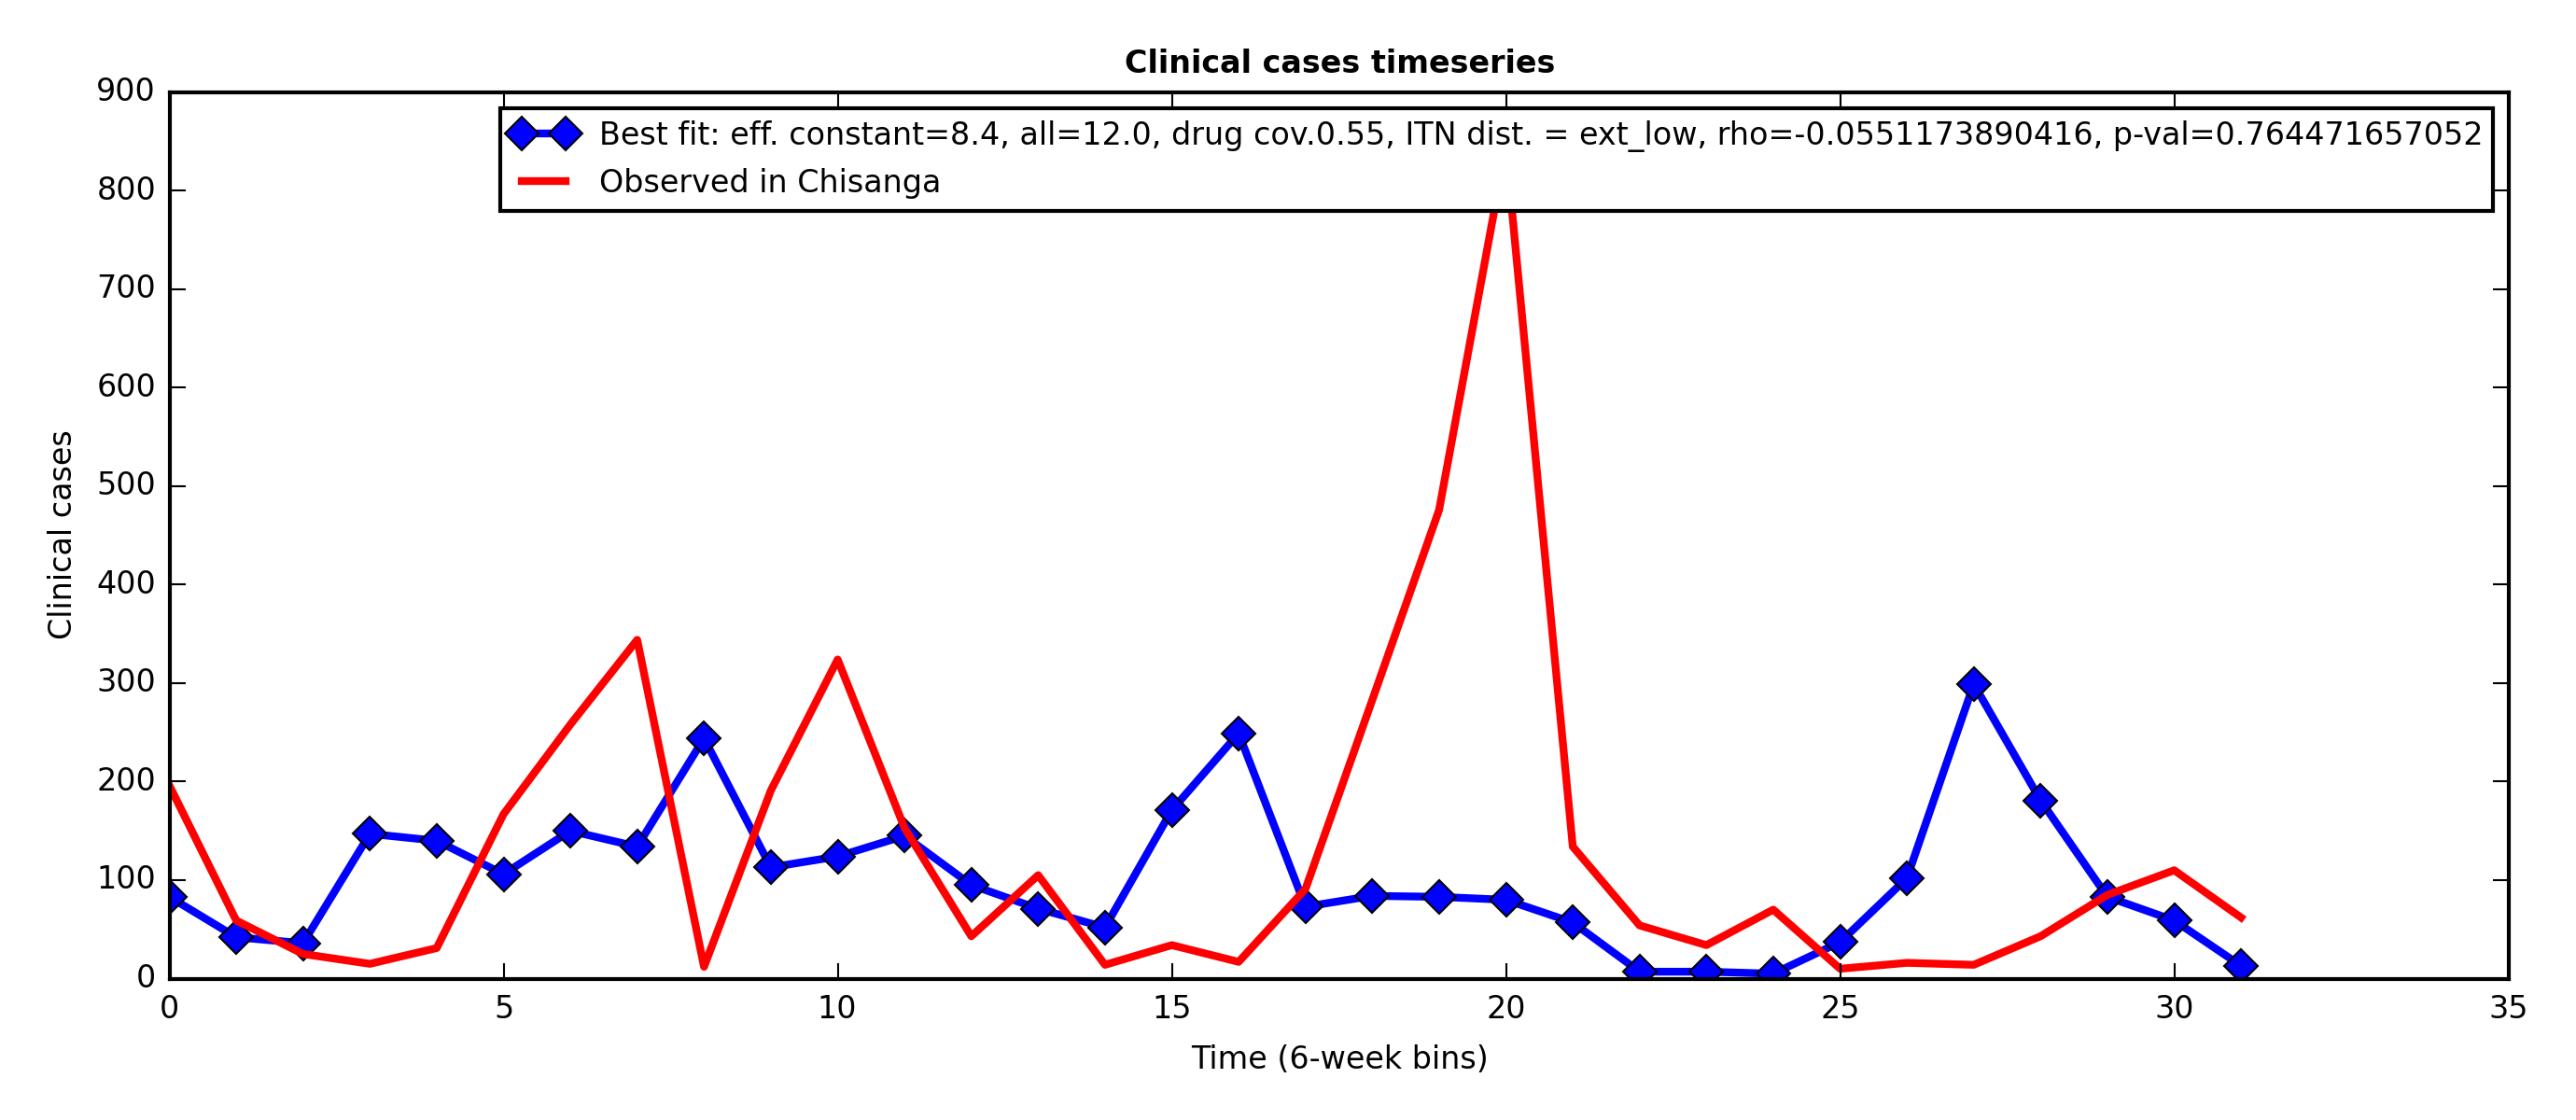 Clinical cases timeseries
900
800
700
600
500
400
300
200
100
0
Clinical cases
Best fit: eff. constant=8.4, all=12.0, drug cov.0.55, ITN dist. = ext_low, rho=-0.0551173890416, p-val=0.764471657052
Observed in Chisanga
0 5 10 15 20 25 30 35
Time (6-week bins)